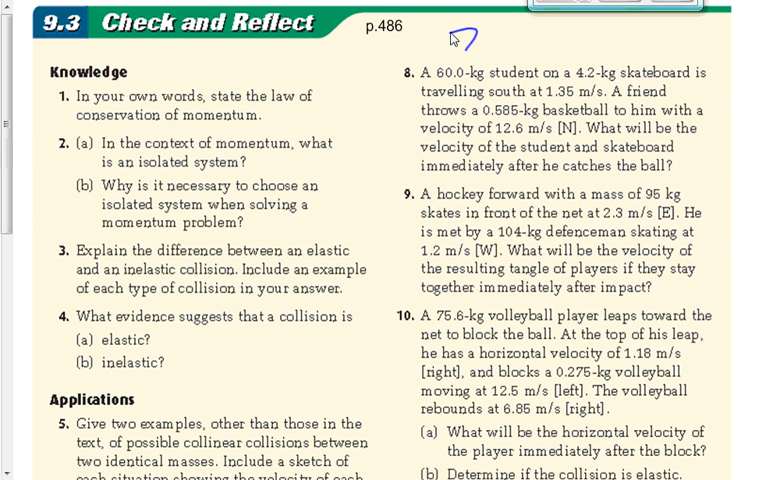 9.3 Check and Reflect
p.486
Knowledge
1. In your own words, state the law of
conservation of momentum.
2. (a) In the context of momentum, what
is an isolated system?
(b) Why is it necessary to choose an
isolated system when solving a
momentum problem?
3. Explain the difference between an elastic
and an inelastic collision. Include an example
of each type of collision in your answer.
4. What evidence suggests that a collision is
(a) elastic?
(b) inelastic?
Applications
5. Give two examples, other than those in the
text, of possible collinear collisions between
two identical masses. Include a sketch of
each situation showing the velocity of each
8. A 60.0-kg student on a 4.2-kg skateboard is
travelling south at 1.35 m/s. A friend
throws a 0.585-kg basketball to him with a
velocity of 12.6 m/s [N]. What will be the
velocity of the student and skateboard
immediately after he catches the ball?
9. A hockey forward with a mass of 95 kg
skates in front of the net at 2.3 m/s [E]. He
is met by a 104-kg defenceman skating at
1.2 m/s [W]. What will be the velocity of
the resulting tangle of players if they stay
together immediately after impact?
10. A 75.6-kg volleyball player leaps toward the
net to block the ball. At the top of his leap,
he has a horizontal velocity of 1.18 m/s
[right], and blocks a 0.275-kg volleyball
moving at 12.5 m/s [left]. The volleyball
rebounds at 6.85 m/s [right].
(a) What will be the horizontal velocity of
the player immediately after the block?
(b) Determine if the collision is elastic.